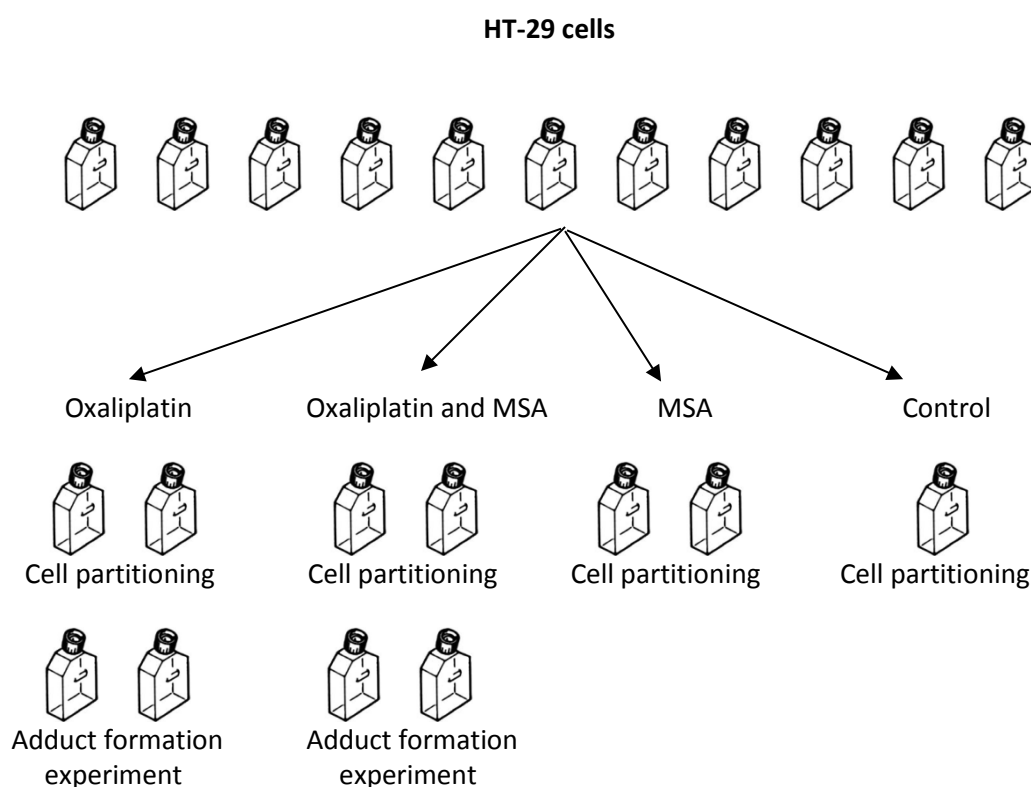 HT-29 cells
Oxaliplatin
Oxaliplatin and MSA
MSA
Control
Cell partitioning
Cell partitioning
Cell partitioning
Cell partitioning
Adduct formation
experiment
Adduct formation
experiment